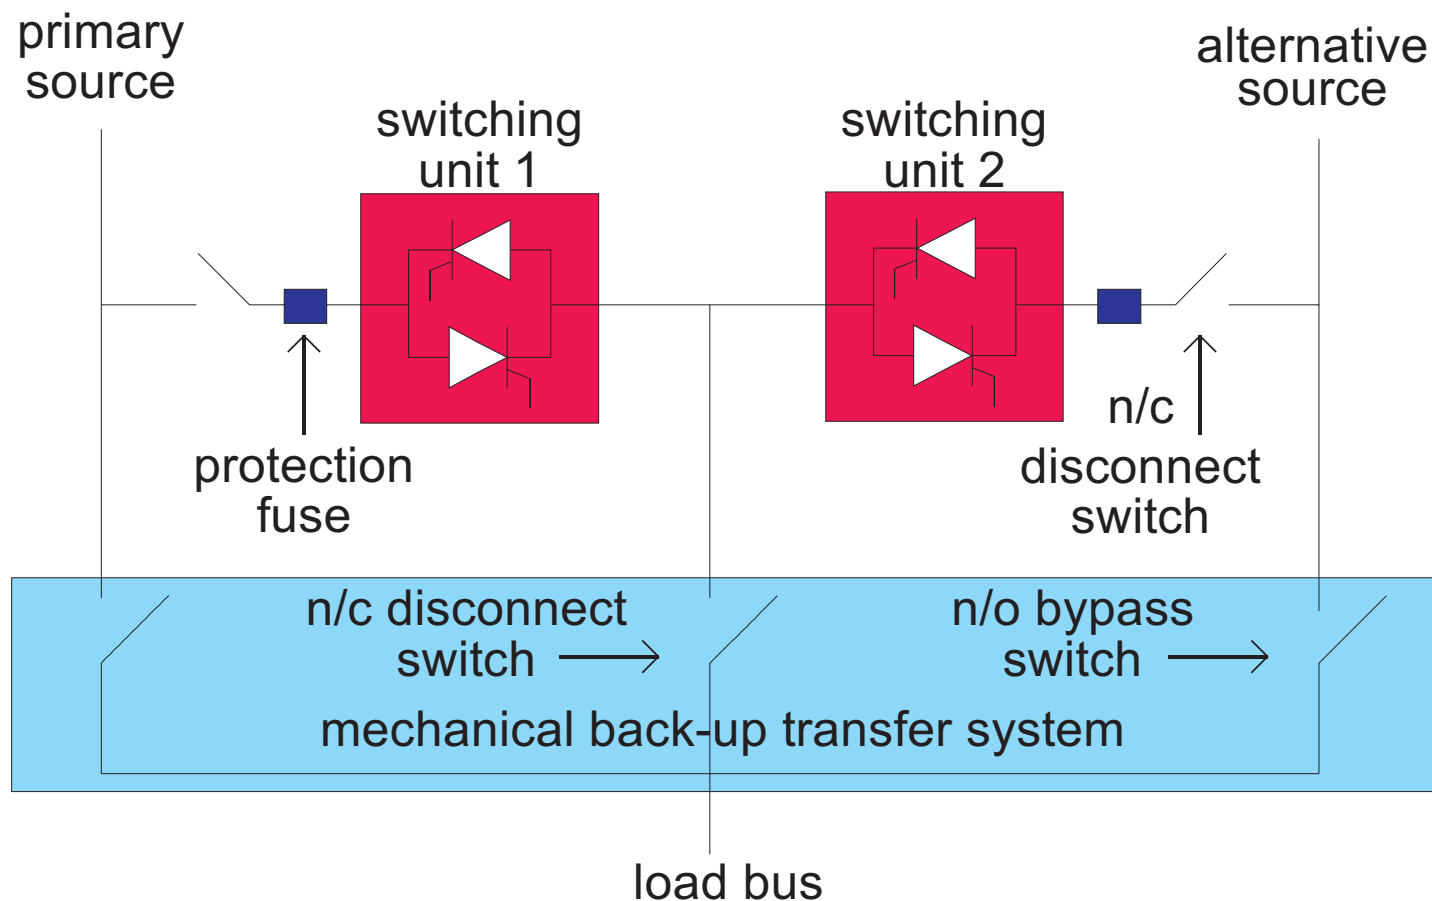 primary
source
alternative
source
switching
unit 1
switching
unit 2
protection
fuse
n/c
disconnect
switch
n/c disconnect
switch
n/o bypass
switch
mechanical back-up transfer system
load bus